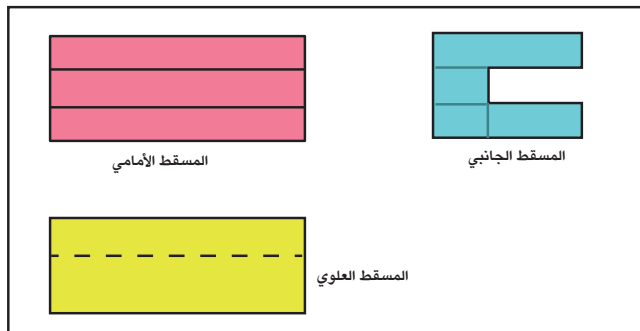 المسقط الجانبي
المسقط الأمامي
المسقط العلوي